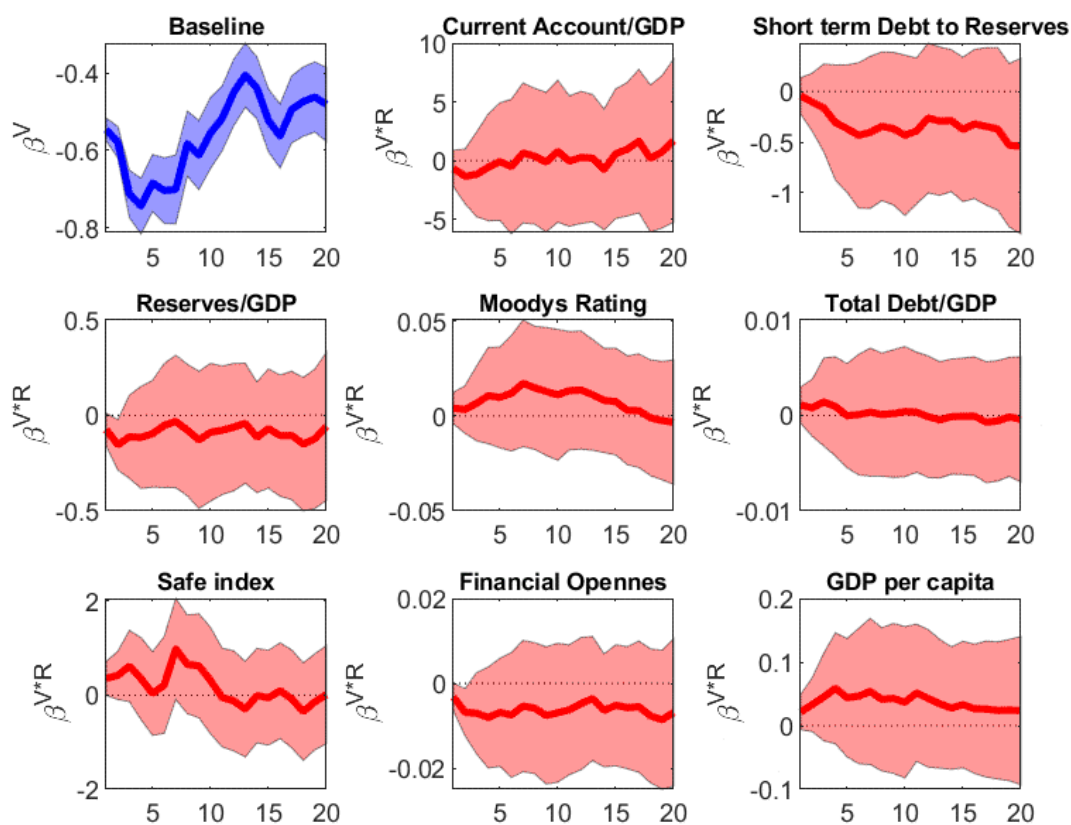 Baseline
Current Account/GDP
Short term Debt to Reserves
-0.4
-0.6
-0.8
β^V
5 10 15 20
10
5
0
-5
β^V*R
5 10 15 20
0
-0.5
-1
β^V*R
5 10 15 20
Reserves/GDP
Moodys Rating
Total Debt/GDP
0.5
0
-0.5
β^V*R
5 10 15 20
0.05
0
-0.05
β^V*R
5 10 15 20
0.01
0
-0.01
β^V*R
5 10 15 20
Safe index
Financial Opennes
GDP per capita
2
0
-2
β^V*R
5 10 15 20
0.02
0
-0.02
β^V*R
5 10 15 20
0.2
0.1
0
-0.1
β^V*R
5 10 15 20